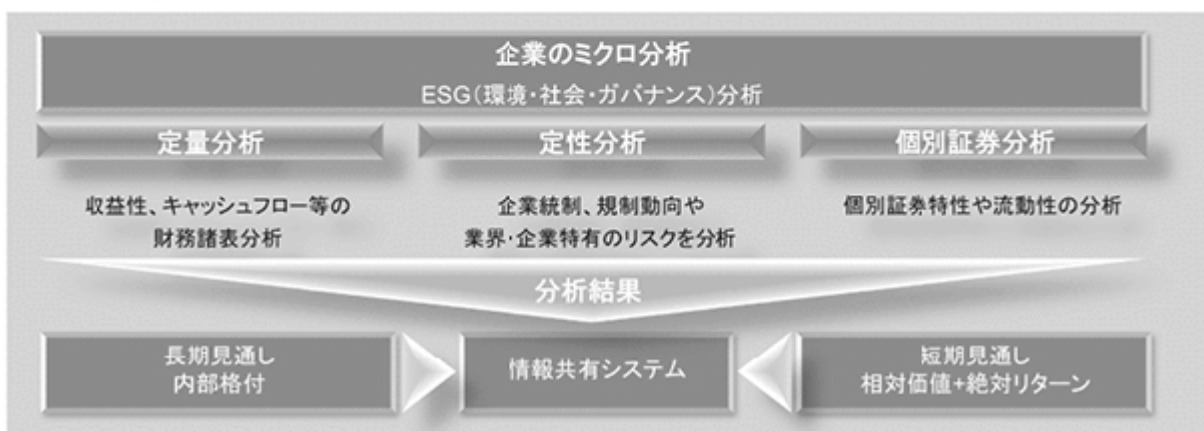 企業のミクロ分析
ESG(環境・社会・ガバナンス)分析
定量分析
定性分析
個別証券分析
収益性、キャッシュフロー等の
財務諸表分析
企業統制、規制動向や
業界・企業特有のリスクを分析
個別証券特性や流動性の分析
分析結果
長期見通し
内部格付
情報共有システム
短期見通し
相対価値+絶対リターン